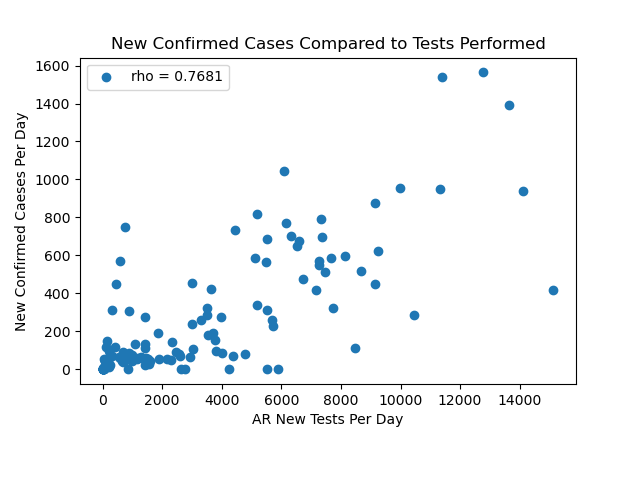 New Confirmed Cases Compared to Tests Performed
rho = 0.7681
New Confirmed Caeses Per Day
1600
1400
1200
1000
800
600
400
200
0
0 2000 4000 6000 8000 10000 12000 14000
AR New Tests Per Day